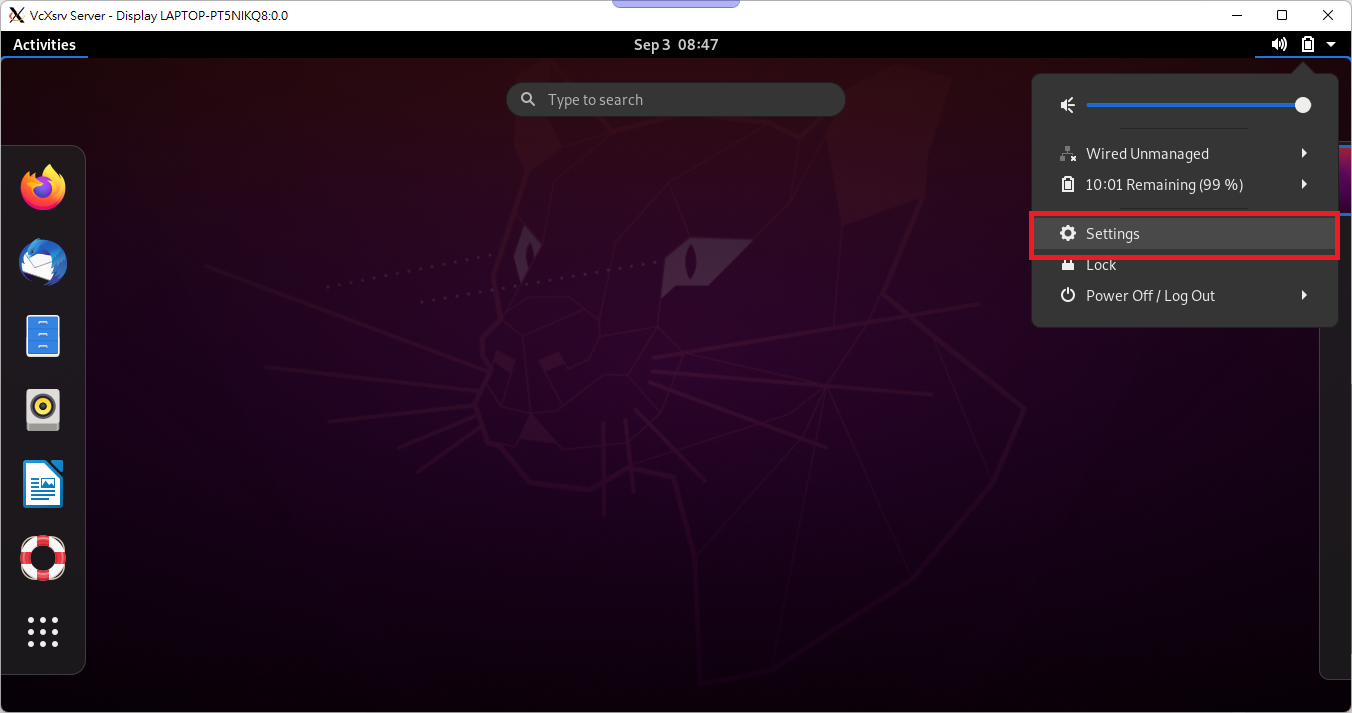 VcXsrv Server - Display LAPTOP-PT5NIKQ8:0.0
Activities
Sep 3 08:47
Type to search
Wired Unmanaged
10:01 Remaining (99 %)
Settings
Lock
Power Off / Log Out